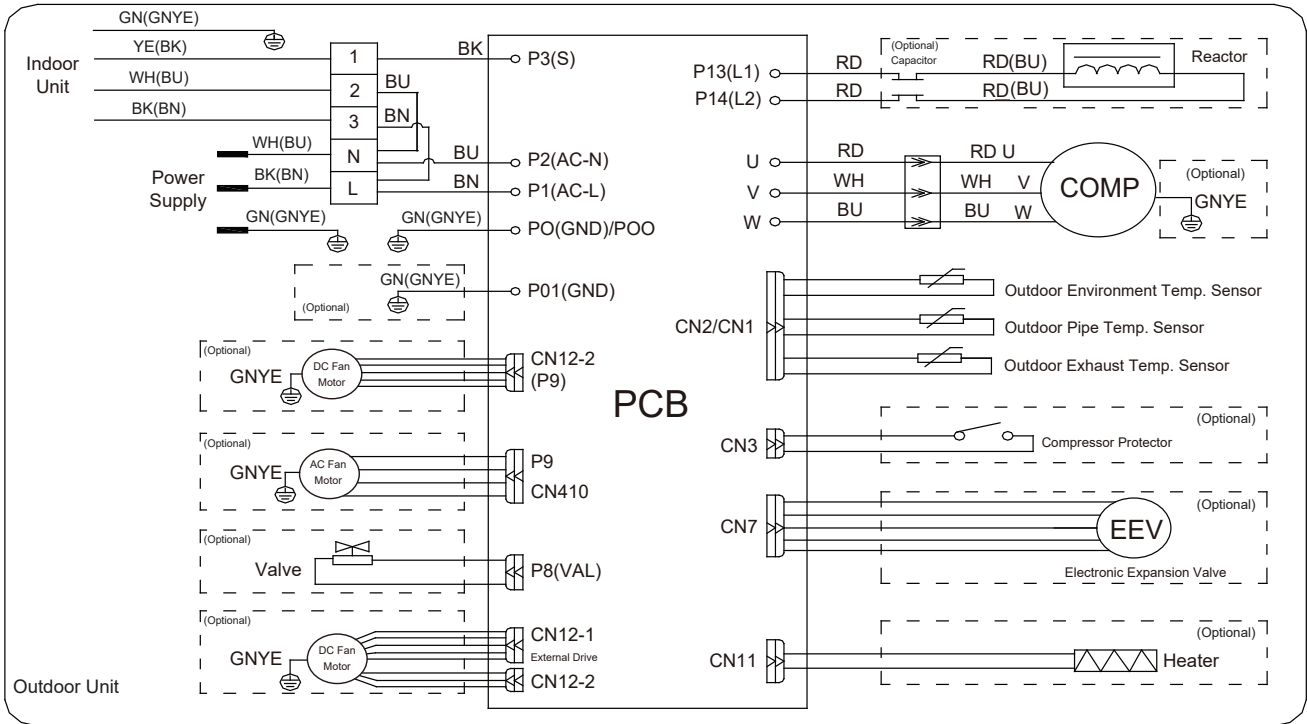 GN(GNYE)
Indoor
Unit
YE(BK)
WH(BU)
BK(BN)
1
2
3
N
L
BK
BU
BN
P3(S)
Power
Supply
WH(BU)
BK(BN)
GN(GNYE)
BU
BN
GN(GNYE)
P2(AC-N)
P1(AC-L)
PO(GND)/POO
(Optional)
GN(GNYE)
P01(GND)
(Optional)
GNYE
DC Fan
Motor
CN12-2
(P9)
(Optional)
GNYE
AC Fan
Motor
P9
CN410
(Optional)
Valve
P8(VAL)
(Optional)
GNYE
DC Fan
Motor
CN12-1
External Drive
CN12-2
Outdoor Unit
PCB
P13(L1)
P14(L2)
RD
RD
(Optional)
Capacitor
RD(BU)
RD(BU)
Reactor
U
V
W
RD
WH
BU
RD U
WH V
BU W
COMP
(Optional)
GNYE
CN2/CN1
Outdoor Environment Temp. Sensor
Outdoor Pipe Temp. Sensor
Outdoor Exhaust Temp. Sensor
CN3
(Optional)
Compressor Protector
CN7
(Optional)
EEV
Electronic Expansion Valve
CN11
(Optional)
Heater